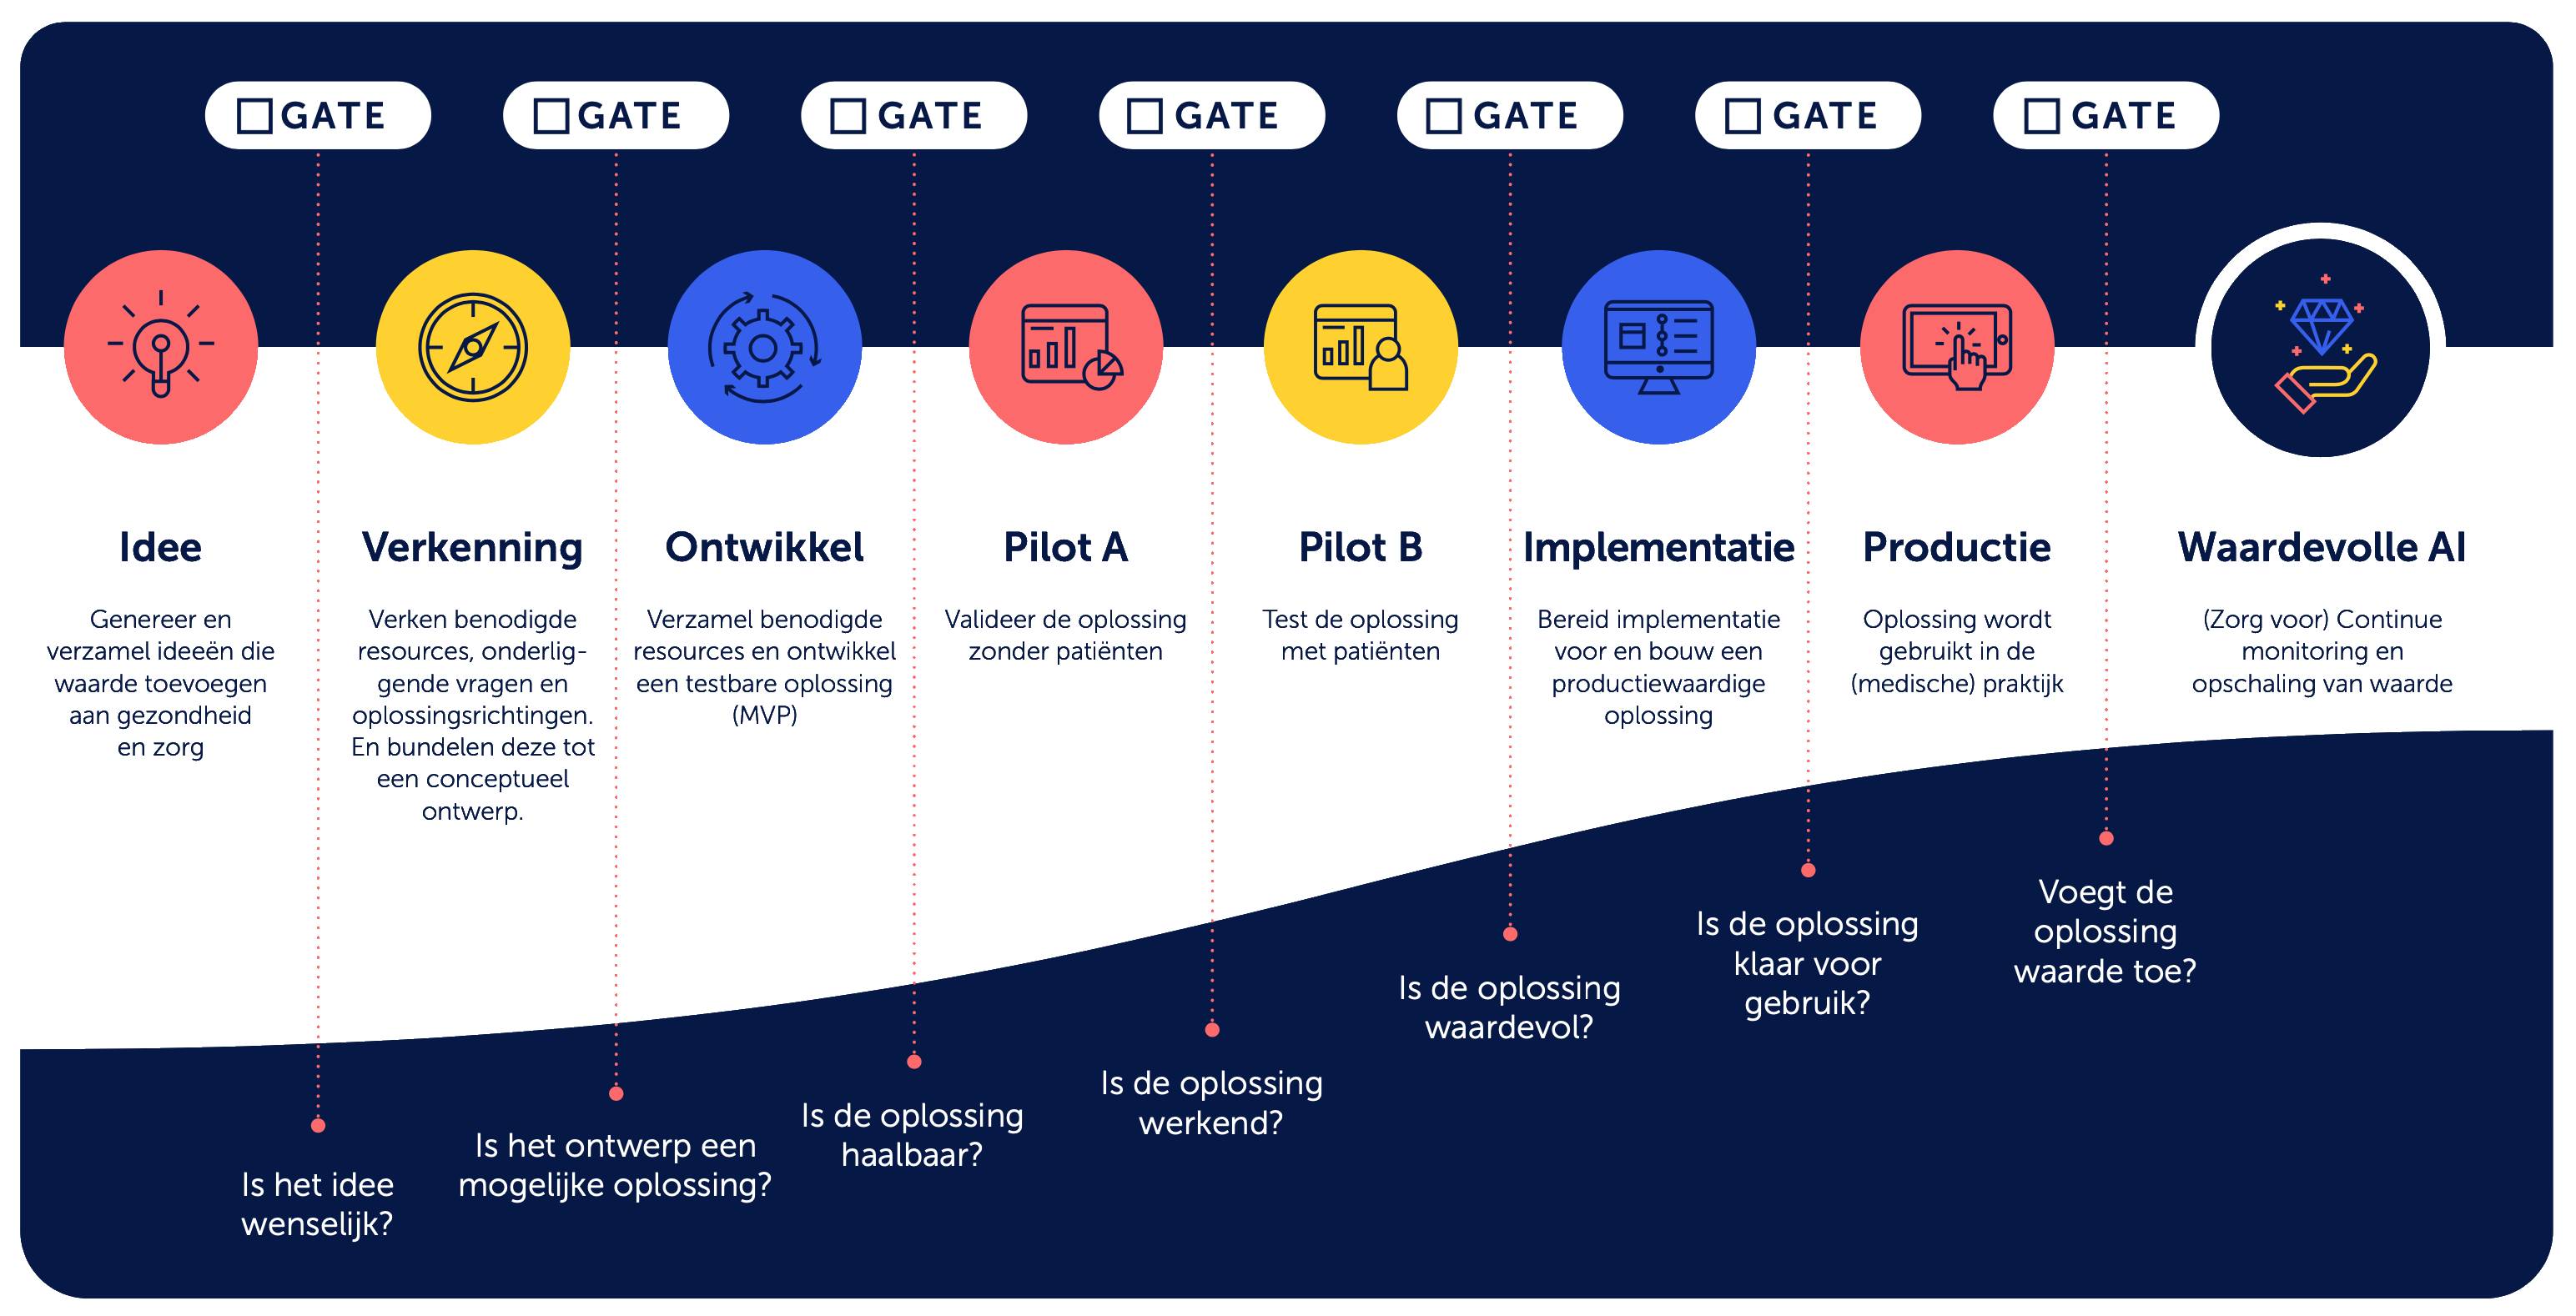 GATE
GATE
GATE
GATE
GATE
GATE
GATE
Idee
Genereer en
verzamel ideeën die
waarde toevoegen
aan gezondheid
en zorg
Verkenning
Verken benodigde
resources, onderlig-
gende vragen en
oplossingsrichtingen.
En bundelen deze tot
een conceptueel
ontwerp.
Ontwikkel
Verzamel benodigde
resources en ontwikkel
een testbare oplossing
(MVP)
Pilot A
Valideer de oplossing
zonder patiënten
Pilot B
Test de oplossing
met patiënten
Implementatie
Bereid implementatie
voor en bouw een
productiewaardige
oplossing
Productie
Oplossing wordt
gebruikt in de
(medische) praktijk
Waardevolle AI
(Zorg voor) Continue
monitoring en
opschaling van waarde
Is het idee
wenselijk?
Is het ontwerp een
mogelijke oplossing?
Is de oplossing
haalbaar?
Is de oplossing
werkend?
Is de oplossing
waardevol?
Is de oplossing
klaar voor
gebruik?
Voegt de
oplossing
waarde toe?